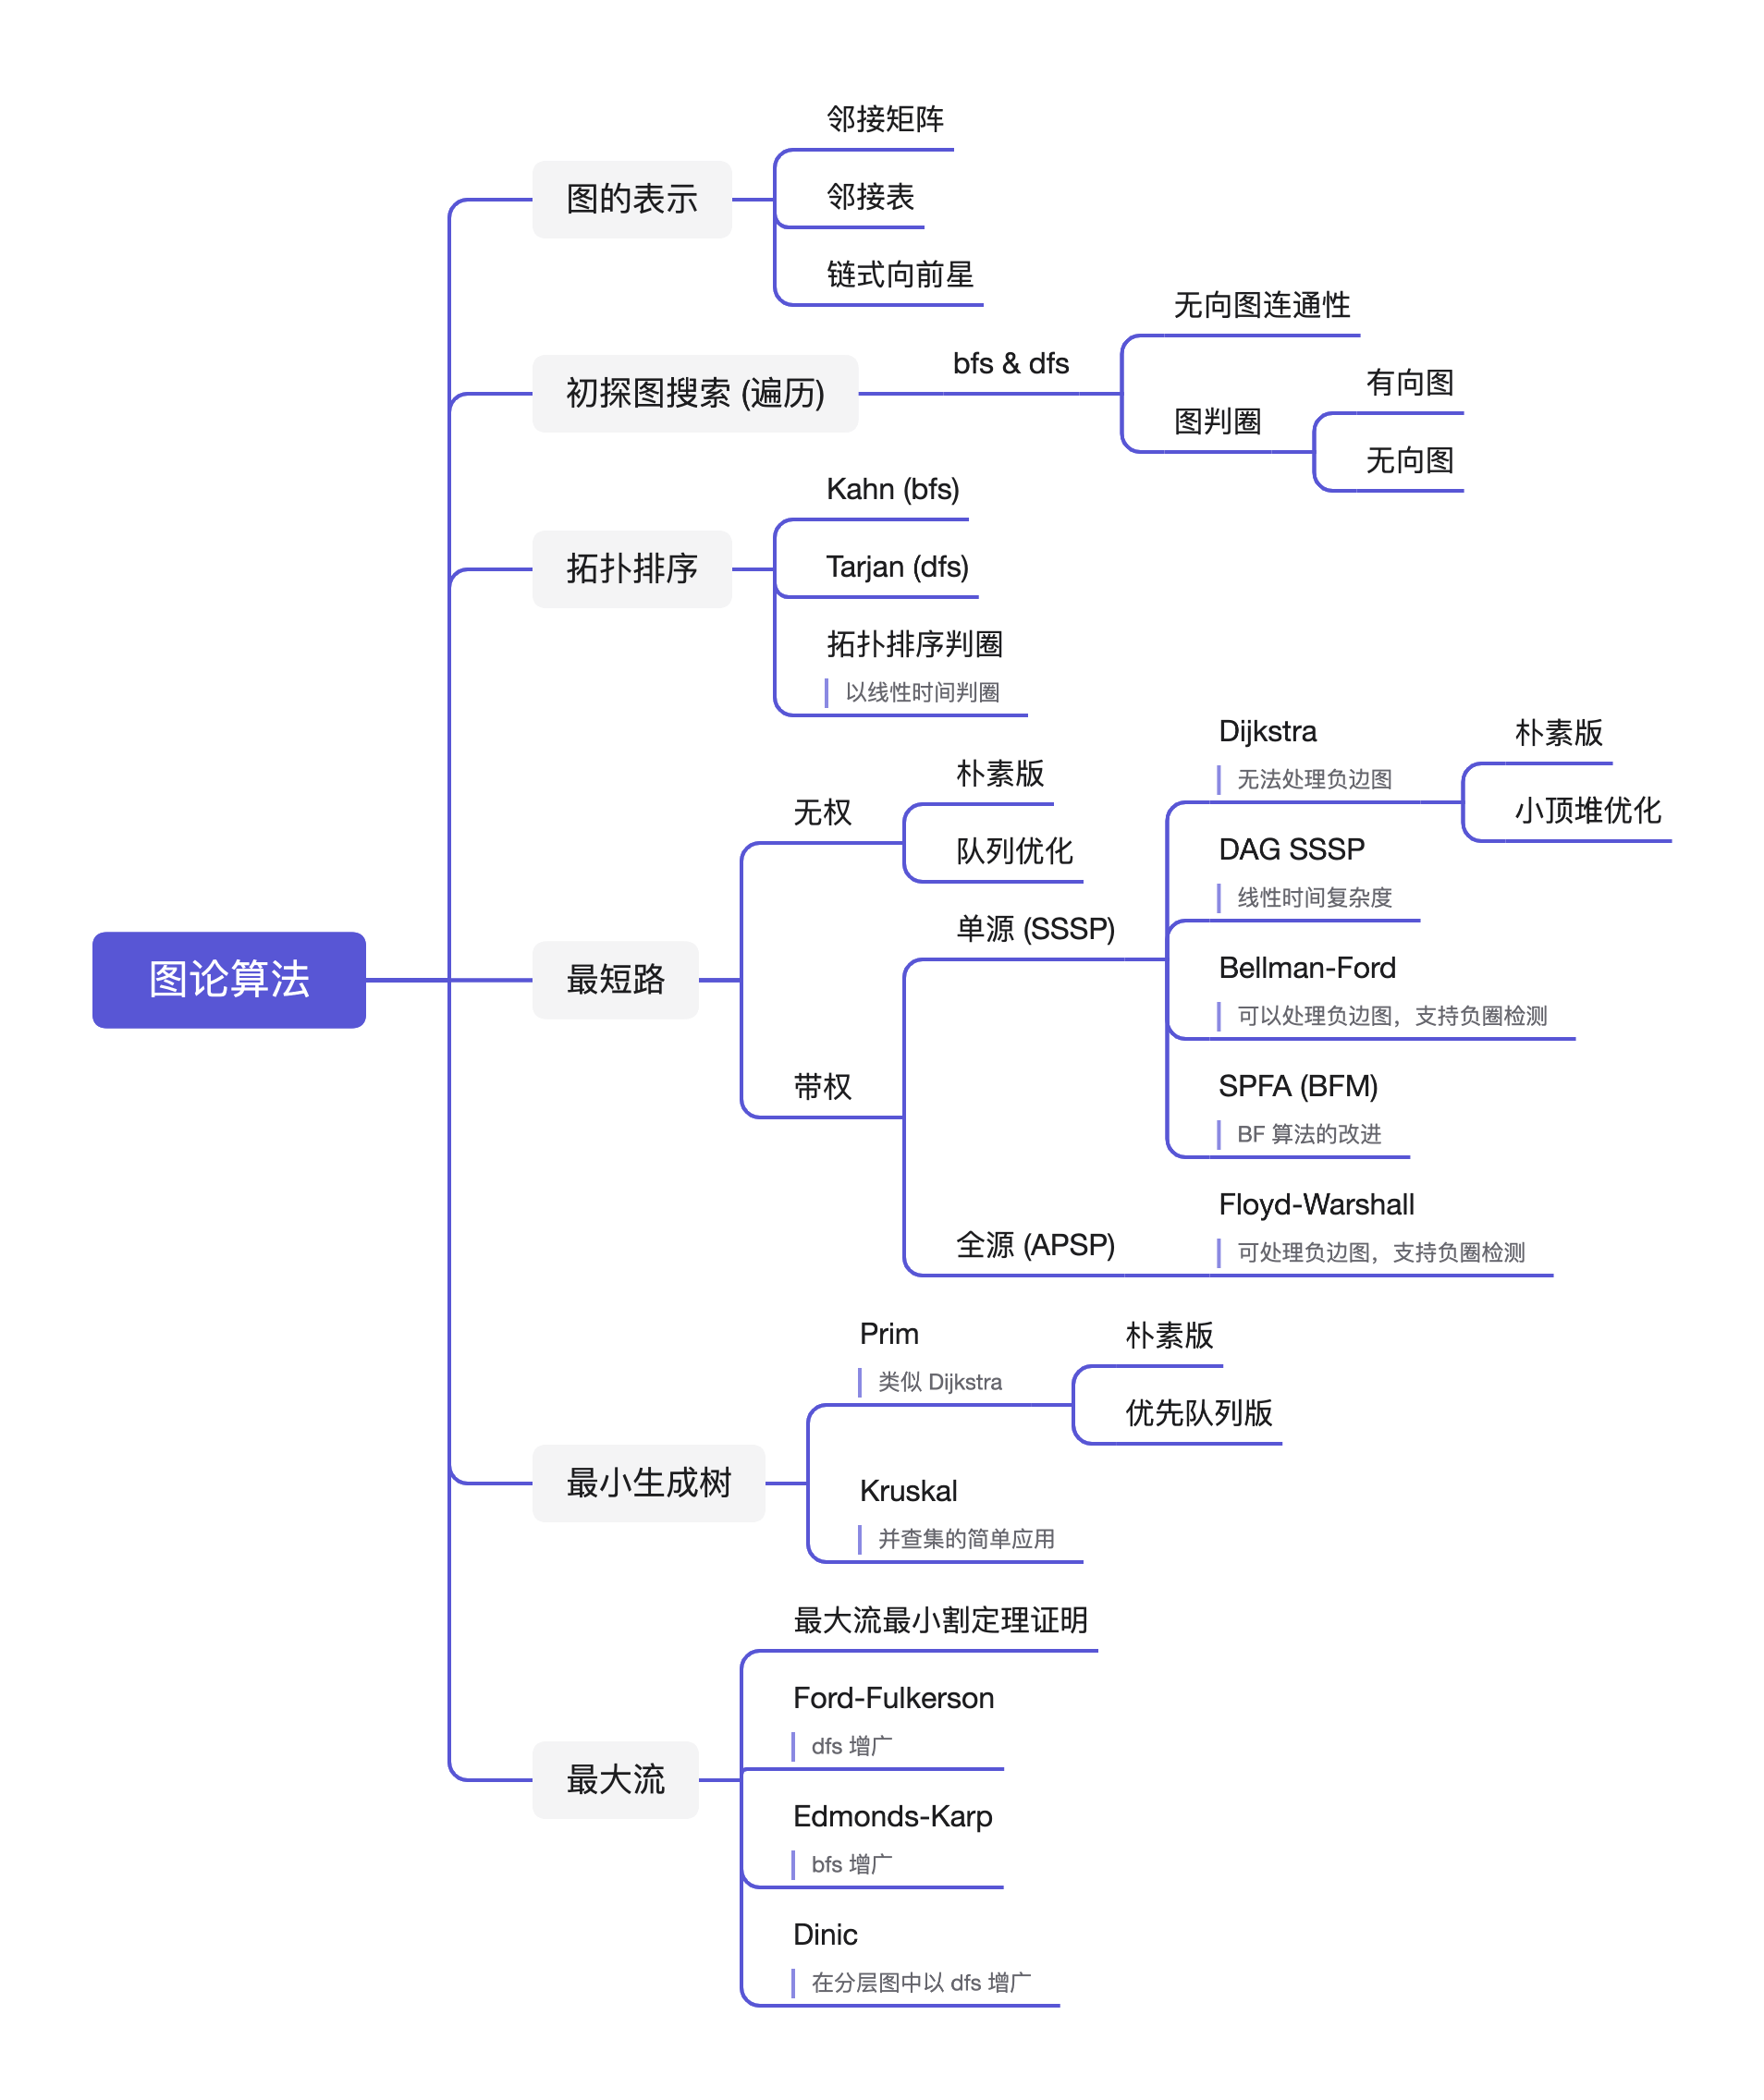 图论算法
图的表示
邻接矩阵
邻接表
链式向前星
初探图搜索 (遍历)
bfs & dfs
无向图连通性
图判圈
有向图
无向图
拓扑排序
Kahn (bfs)
Tarjan (dfs)
拓扑排序判圈
以线性时间判圈
最短路
无权
朴素版
队列优化
带权
单源 (SSSP)
Dijkstra
无法处理负边图
朴素版
小顶堆优化
DAG SSSP
线性时间复杂度
Bellman-Ford
可以处理负边图，支持负圈检测
SPFA (BFM)
BF 算法的改进
全源 (APSP)
Floyd-Warshall
可处理负边图，支持负圈检测
最小生成树
Prim
类似 Dijkstra
朴素版
优先队列版
Kruskal
并查集的简单应用
最大流
最大流最小割定理证明
Ford-Fulkerson
dfs 增广
Edmonds-Karp
bfs 增广
Dinic
在分层图中以 dfs 增广